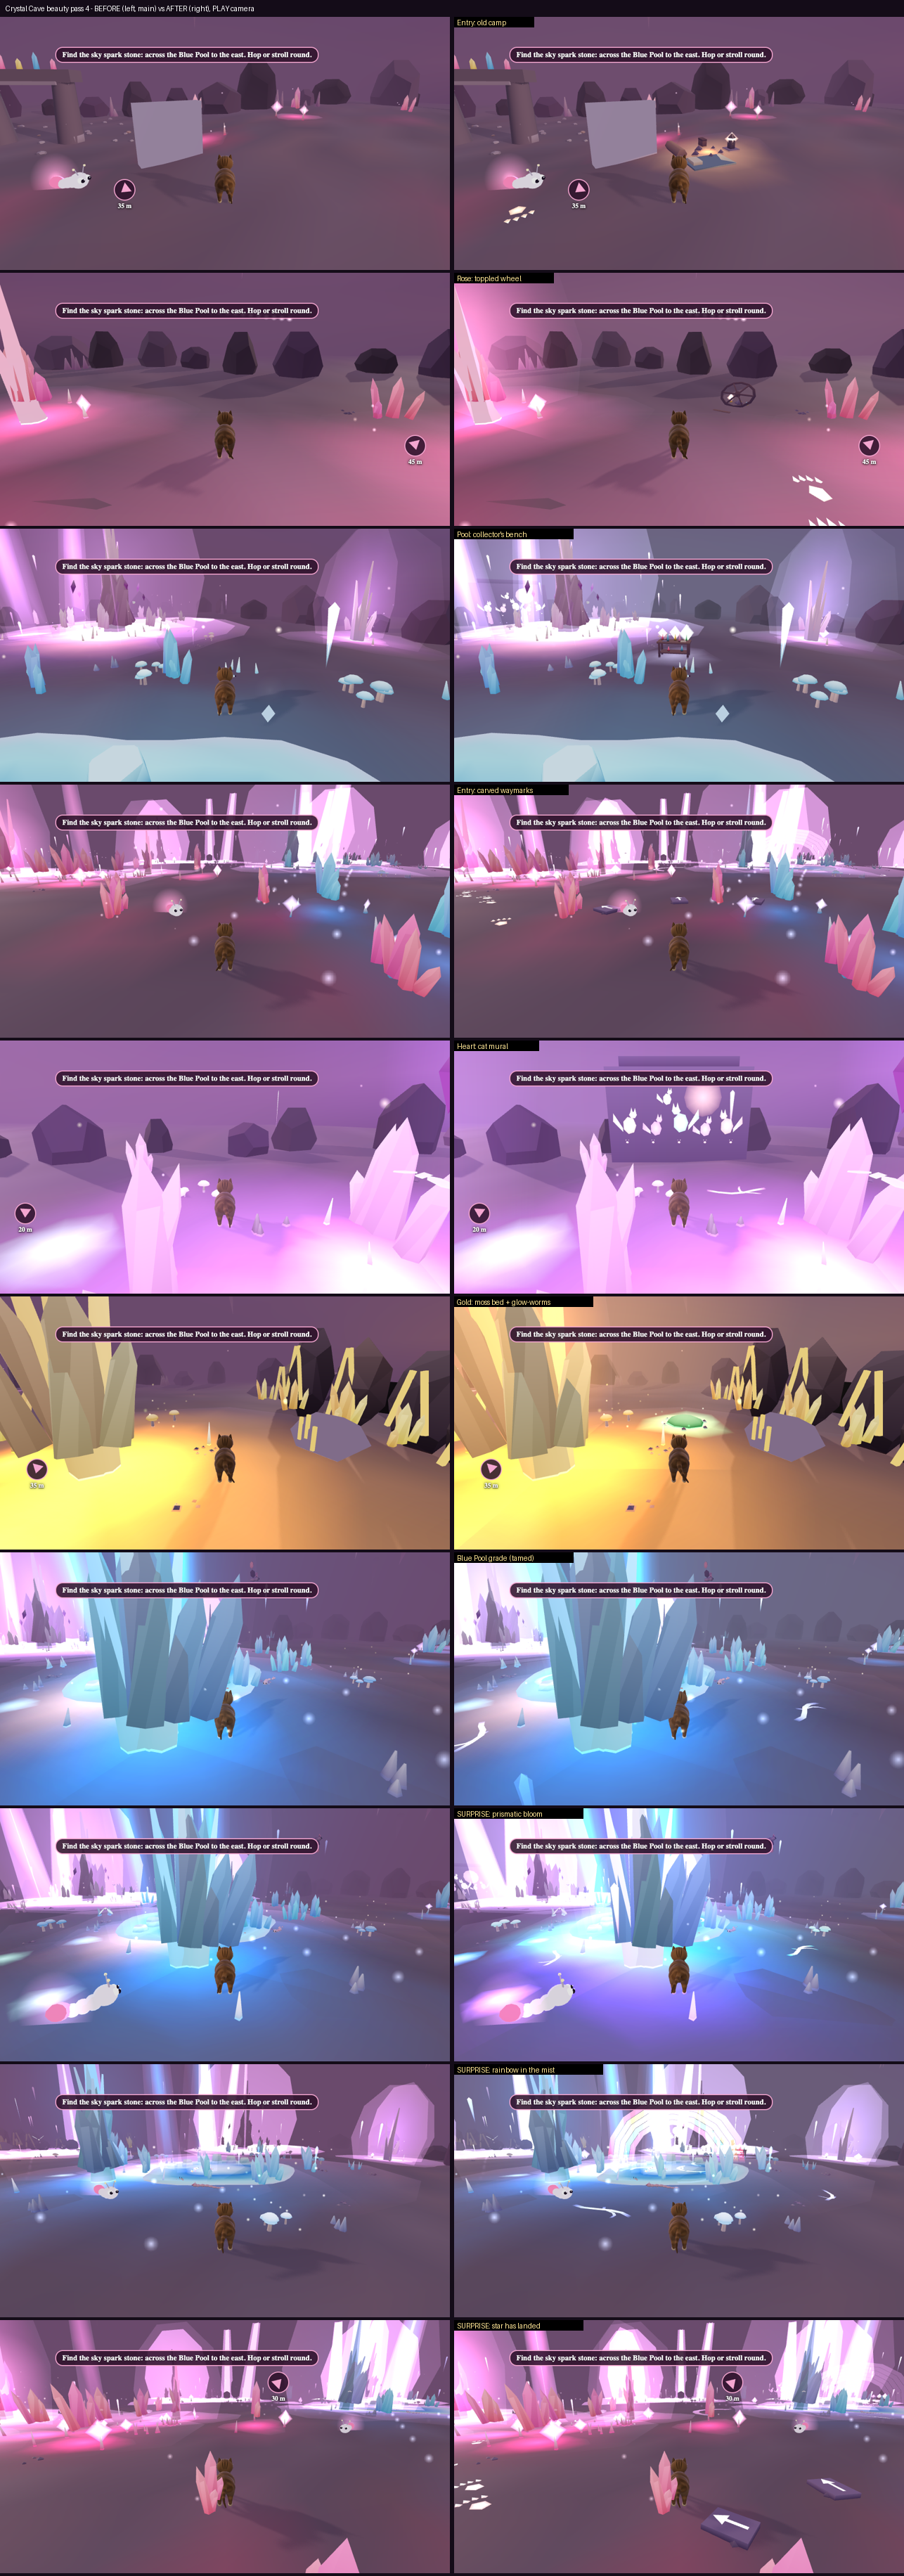 Crystal Cave beauty pass 4 - BEFORE (left, main) vs AFTER (right), PLAY camera
Entry: old camp
Find the sky spark stone: across the Blue Pool to the east. Hop or stroll round.
Find the sky spark stone: across the Blue Pool to the east. Hop or stroll round.
35 m
35 m
Rose: toppled wheel
Find the sky spark stone: across the Blue Pool to the east. Hop or stroll round.
Find the sky spark stone: across the Blue Pool to the east. Hop or stroll round.
45 m
45 m
Pool: collector's bench
Find the sky spark stone: across the Blue Pool to the east. Hop or stroll round.
Find the sky spark stone: across the Blue Pool to the east. Hop or stroll round.
Entry: carved waymarks
Find the sky spark stone: across the Blue Pool to the east. Hop or stroll round.
Find the sky spark stone: across the Blue Pool to the east. Hop or stroll round.
Heart: cat mural
Find the sky spark stone: across the Blue Pool to the east. Hop or stroll round.
Find the sky spark stone: across the Blue Pool to the east. Hop or stroll round.
20 m
20 m
Gold: moss bed + glow-worms
Find the sky spark stone: across the Blue Pool to the east. Hop or stroll round.
Find the sky spark stone: across the Blue Pool to the east. Hop or stroll round.
35 m
35 m
Blue Pool grade (tamed)
Find the sky spark stone: across the Blue Pool to the east. Hop or stroll round.
Find the sky spark stone: across the Blue Pool to the east. Hop or stroll round.
SURPRISE: prismatic bloom
Find the sky spark stone: across the Blue Pool to the east. Hop or stroll round.
Find the sky spark stone: across the Blue Pool to the east. Hop or stroll round.
SURPRISE: rainbow in the mist
Find the sky spark stone: across the Blue Pool to the east. Hop or stroll round.
Find the sky spark stone: across the Blue Pool to the east. Hop or stroll round.
SURPRISE: star has landed
Find the sky spark stone: across the Blue Pool to the east. Hop or stroll round.
Find the sky spark stone: across the Blue Pool to the east. Hop or stroll round.
30 m
30 m